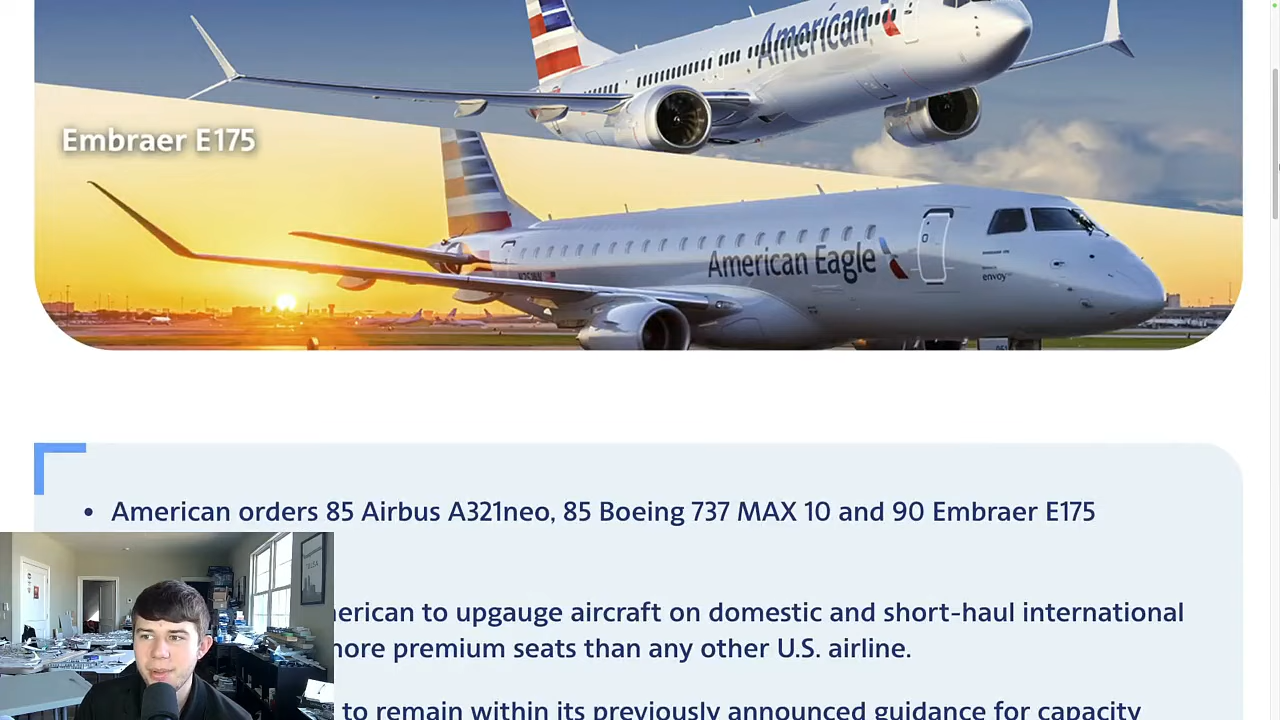 American
Embraer E175
American Eagle
envoy
• American orders 85 Airbus A321neo, 85 Boeing 737 MAX 10 and 90 Embraer E175
erican to upgauge aircraft on domestic and short-haul international
more premium seats than any other U.S. airline.
to remain within its previously announced guidance for capacity